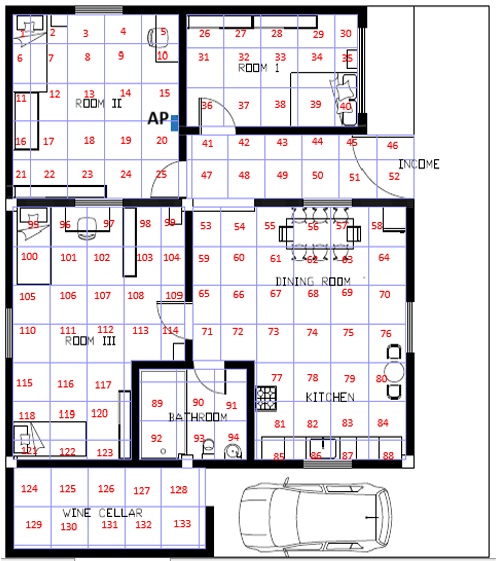 1 2 3 4 5 26 27 28 29 30
6 7 8 9 10 31 32 33 34 35
ROOM 1
11 12 13 14 15 36 37 38 39 40
ROOM II
AP
16 17 18 19 20 41 42 43 44 45 46
INCOME
21 22 23 24 25 47 48 49 50 51 52
95 96 97 98 99 53 54 55 56 57 58
100 101 102 103 104 59 60 61 62 63 64
DINING ROOM
105 106 107 108 109 65 66 67 68 69 70
110 111 112 113 114 71 72 73 74 75 76
ROOM III
115 116 117 77 78 79 80
89 90 91 KITCHEN
118 119 120 BATHROOM 81 82 83 84
121 122 123 92 93 94 85 86 87 88
124 125 126 127 128
WINE CELLAR
129 130 131 132 133